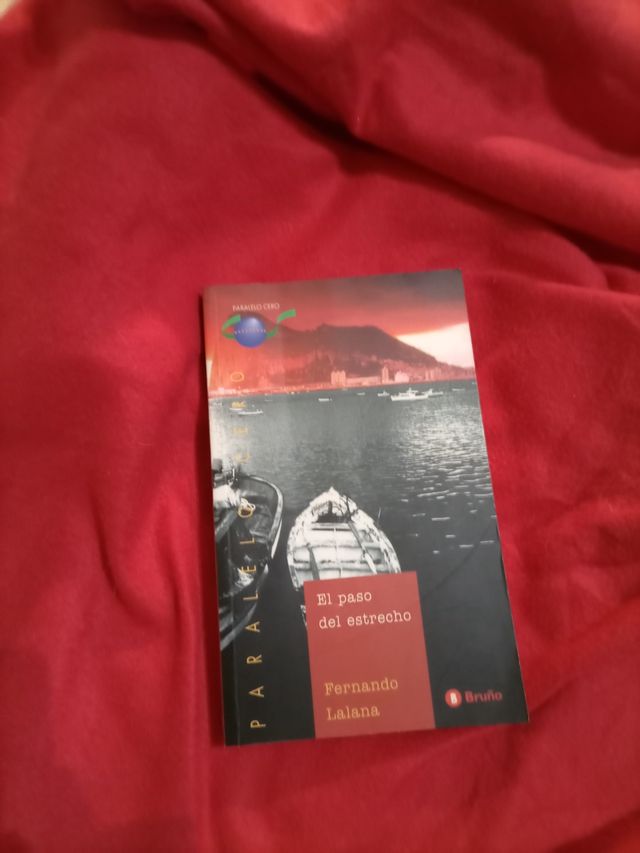 PARALELO CERO
PARALELO CERO
El paso
del estrecho
Fernando
Lalana
B Bruño